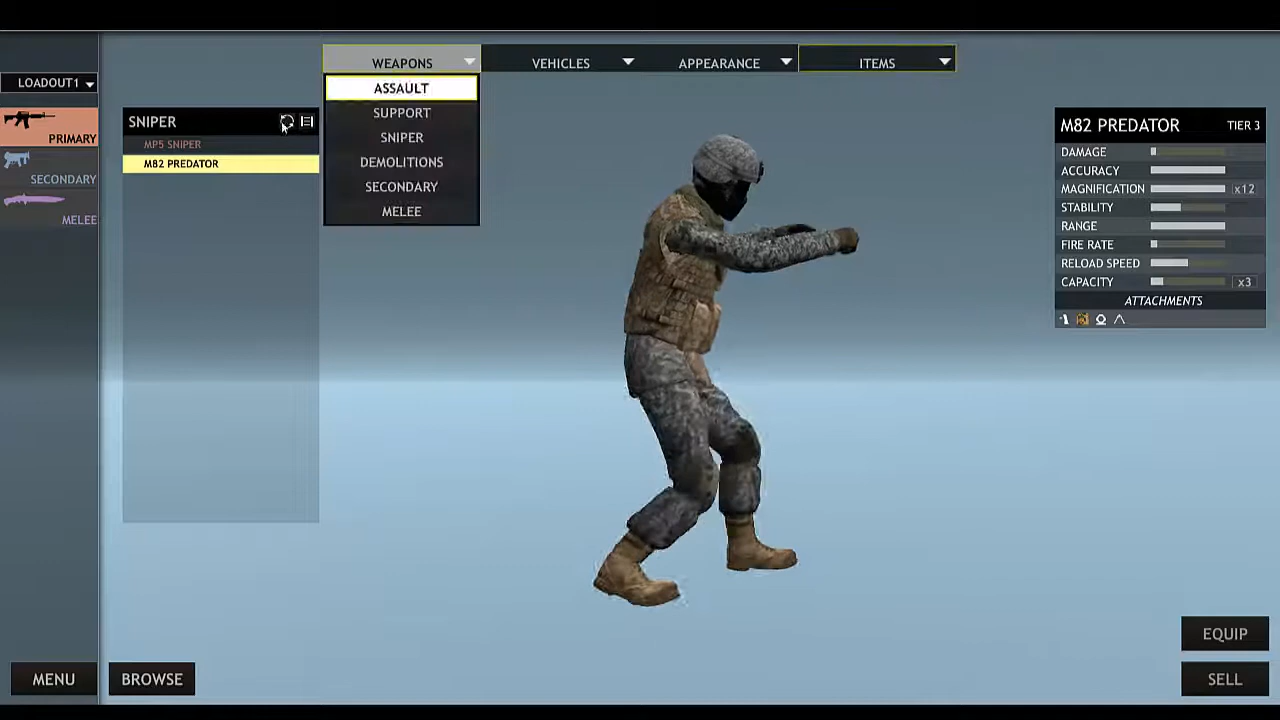 WEAPONS
VEHICLES
APPEARANCE
ITEMS
LOADOUT1
PRIMARY
SECONDARY
MELEE
SNIPER
MP5 SNIPER
M82 PREDATOR
ASSAULT
SUPPORT
SNIPER
DEMOLITIONS
SECONDARY
MELEE
M82 PREDATOR TIER 3
DAMAGE
ACCURACY
MAGNIFICATION x12
STABILITY
RANGE
FIRE RATE
RELOAD SPEED
CAPACITY x3
ATTACHMENTS
EQUIP
MENU
BROWSE
SELL